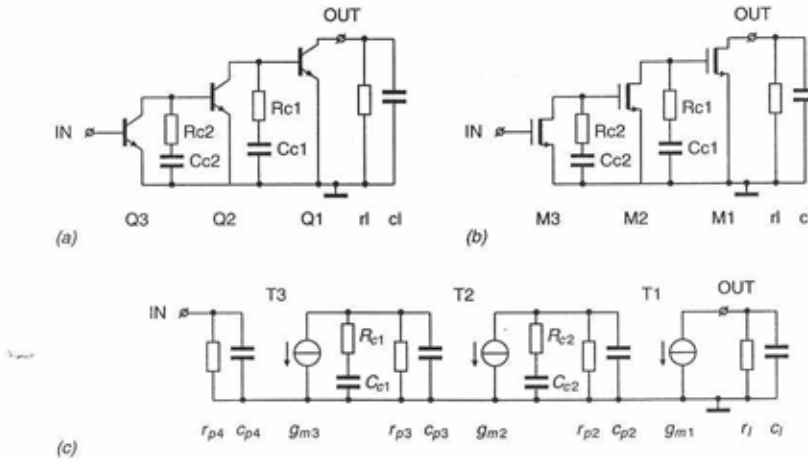 OUT OUT
Rc1 Rc1
IN Rc2 IN Rc2
Cc1 Cc1
Cc2 Cc2
(a) Q3 Q2 Q1 rl cl (b) M3 M2 M1 rl c
IN T3 T2 T1 OUT
Rc1 Rc2
Cc1 Cc2
rp4 cp4 gm3 rp3 cp3 gm2 rp2 cp2 gm1 rl cl
(c)